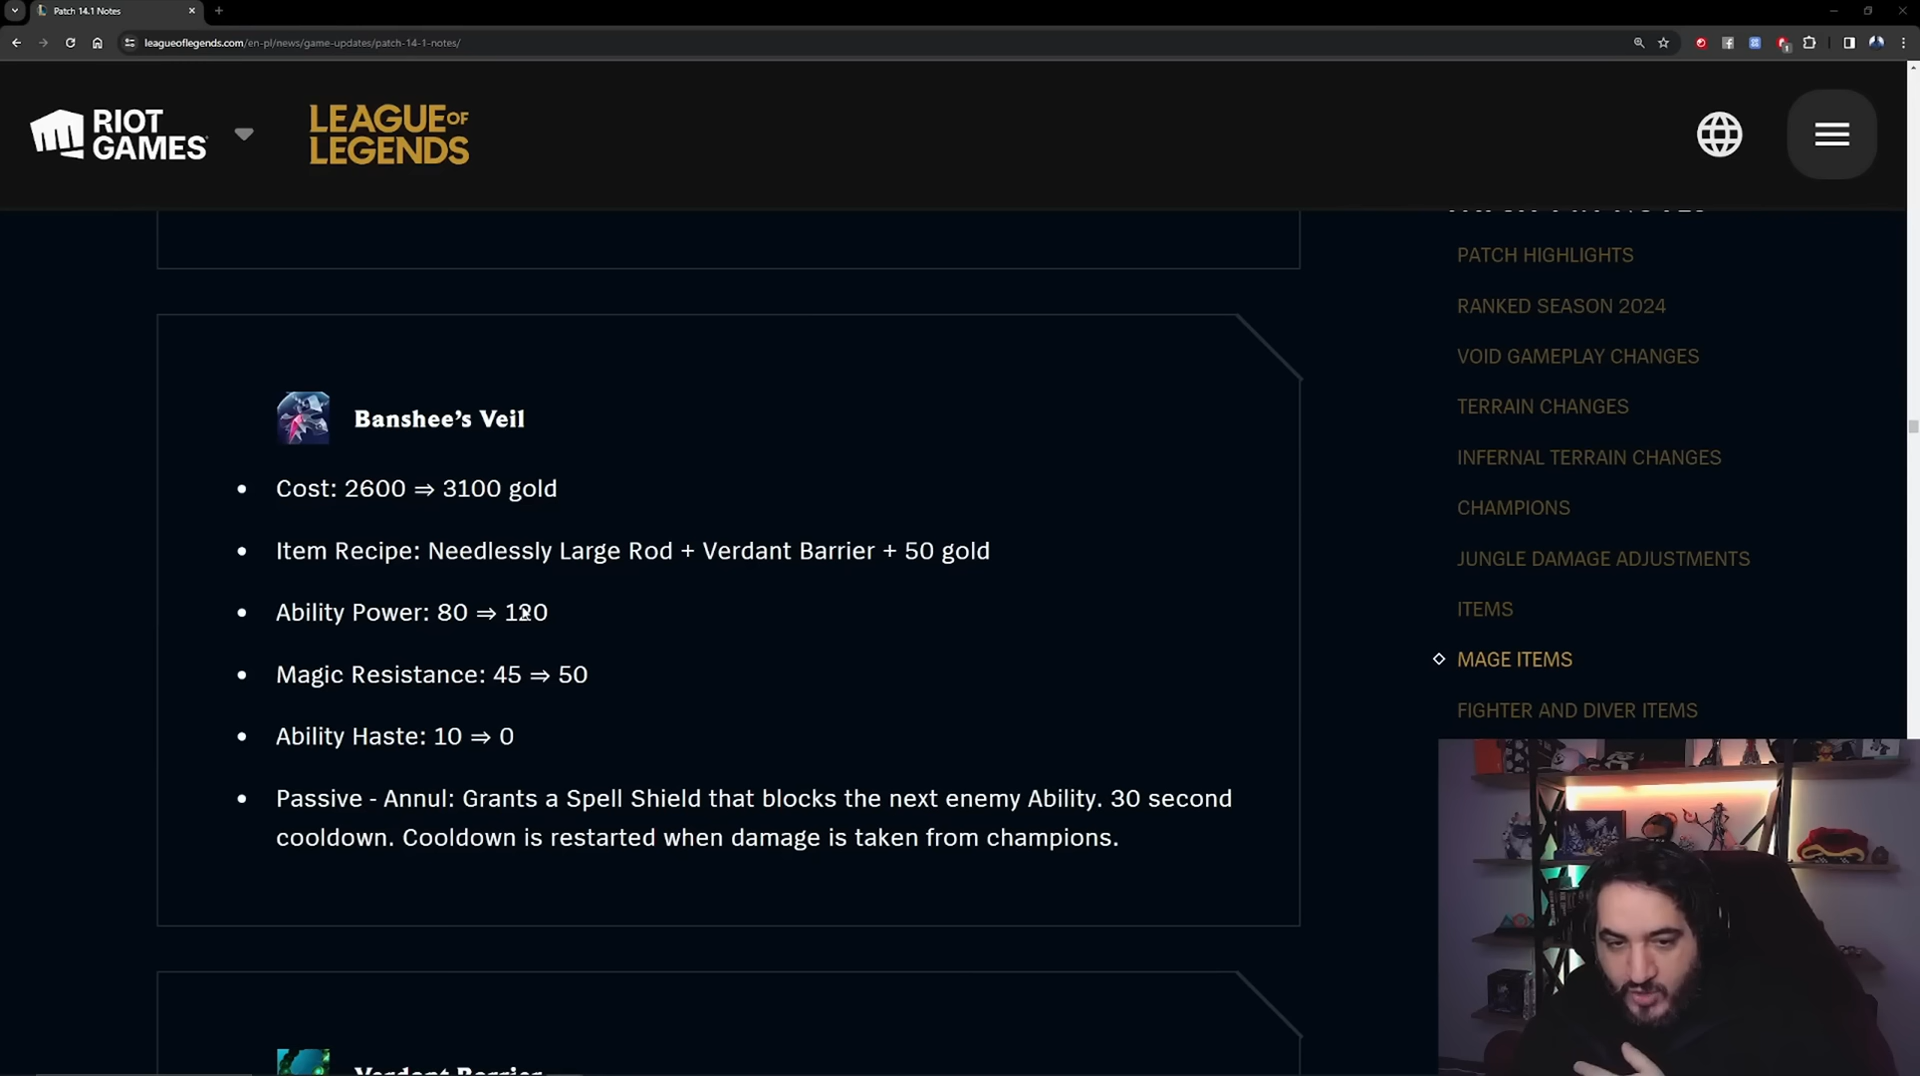 Patch 14.1 Notes
leagueoflegends.com/en-pl/news/game-updates/patch-14-1-notes/
RIOT
GAMES
LEAGUE OF
LEGENDS
PATCH HIGHLIGHTS
RANKED SEASON 2024
VOID GAMEPLAY CHANGES
TERRAIN CHANGES
INFERNAL TERRAIN CHANGES
CHAMPIONS
JUNGLE DAMAGE ADJUSTMENTS
ITEMS
MAGE ITEMS
FIGHTER AND DIVER ITEMS
Banshee’s Veil
• Cost: 2600 ⇒ 3100 gold
• Item Recipe: Needlessly Large Rod + Verdant Barrier + 50 gold
• Ability Power: 80 ⇒ 120
• Magic Resistance: 45 ⇒ 50
• Ability Haste: 10 ⇒ 0
• Passive - Annul: Grants a Spell Shield that blocks the next enemy Ability. 30 second
cooldown. Cooldown is restarted when damage is taken from champions.
Verdant Barrier